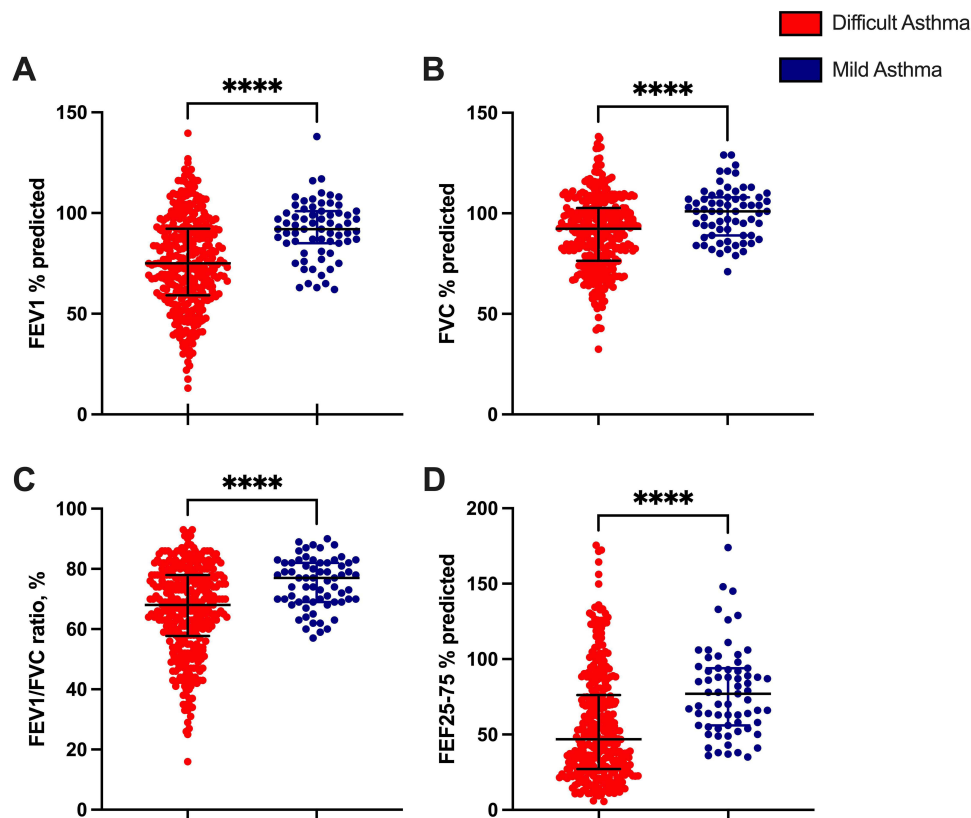 Difficult Asthma
Mild Asthma
A
****
FEV1 % predicted
150
100
50
0
B
****
FVC % predicted
150
100
50
0
C
****
FEV1/FVC ratio, %
100
80
60
40
20
0
D
****
FEF25-75 % predicted
200
150
100
50
0